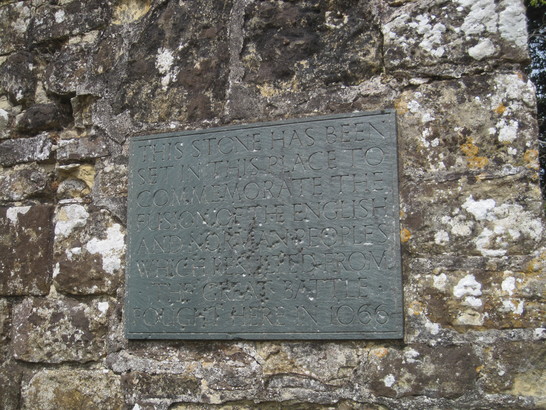 THIS STONE HAS BEEN
SET IN THIS PLACE TO
COMMEMORATE THE
FUSION OF THE ENGLISH
AND NORMAN PEOPLES
WHICH RESULTED FROM
THE GREAT BATTLE
FOUGHT HERE IN 1066